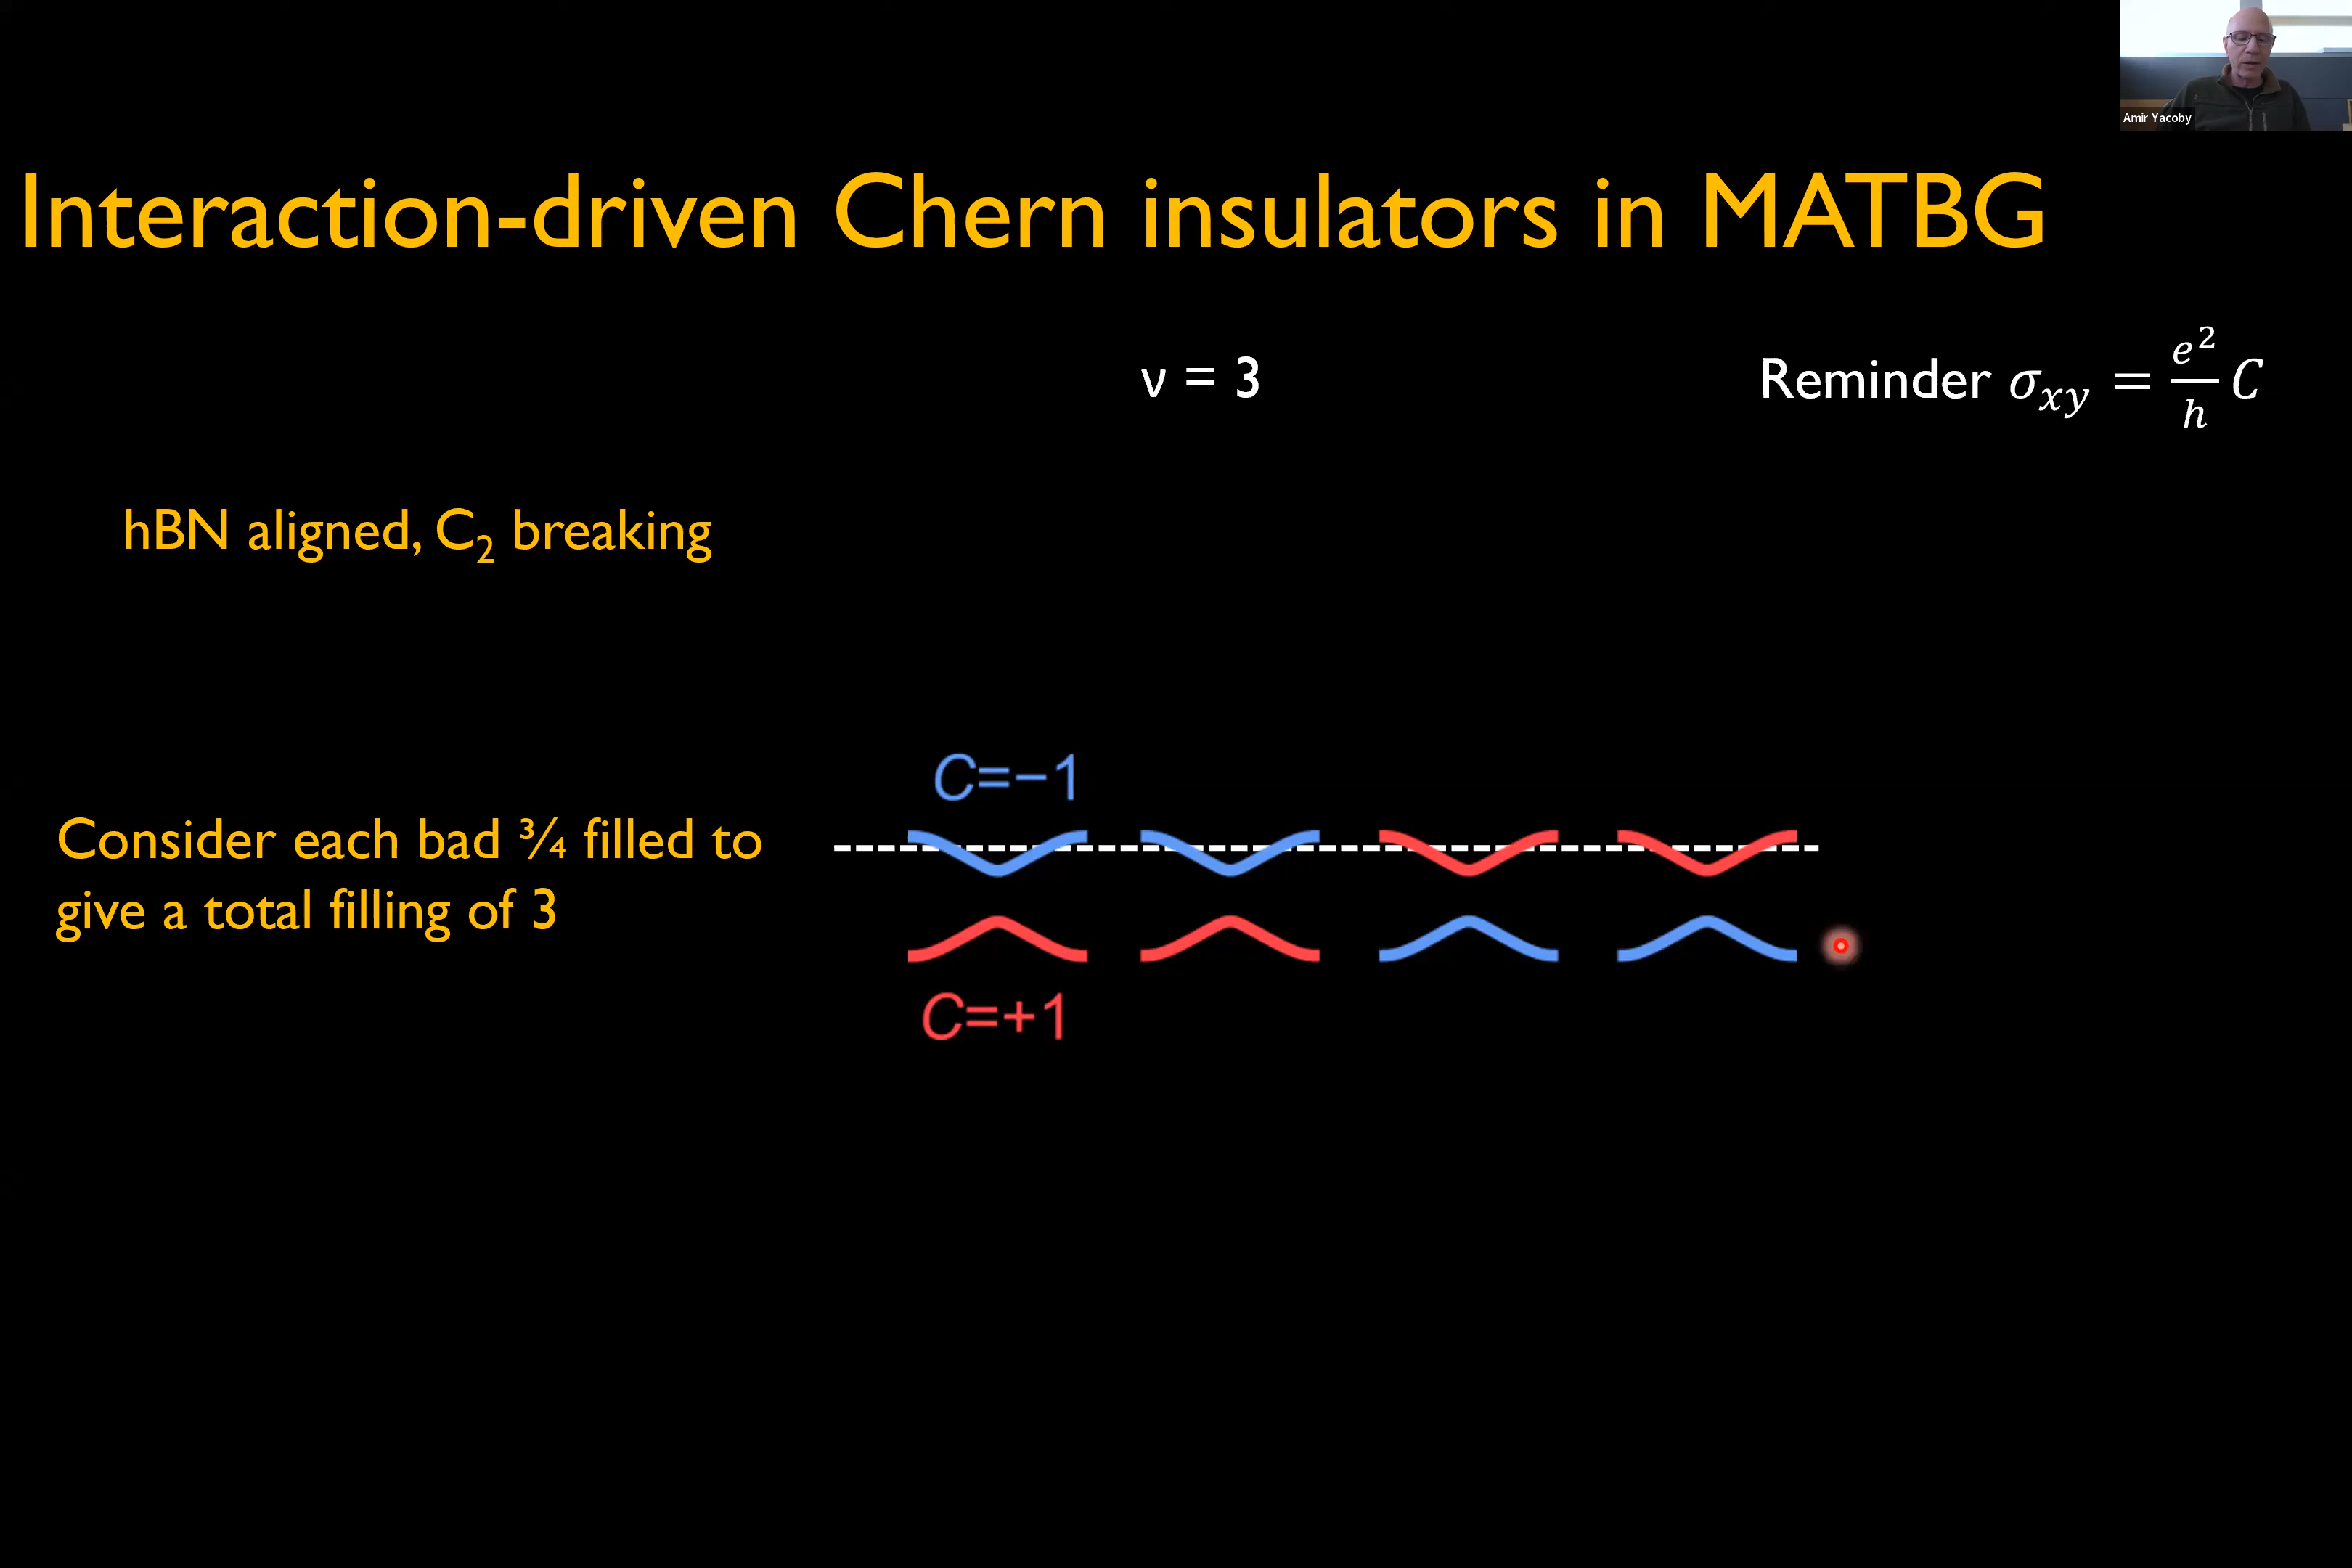 Amir Yacoby
Interaction-driven Chern insulators in MATBG
ν = 3
Reminder σ_xy = e²/h C
hBN aligned, C₂ breaking
C=−1
Consider each bad ¾ filled to
give a total filling of 3
C=+1